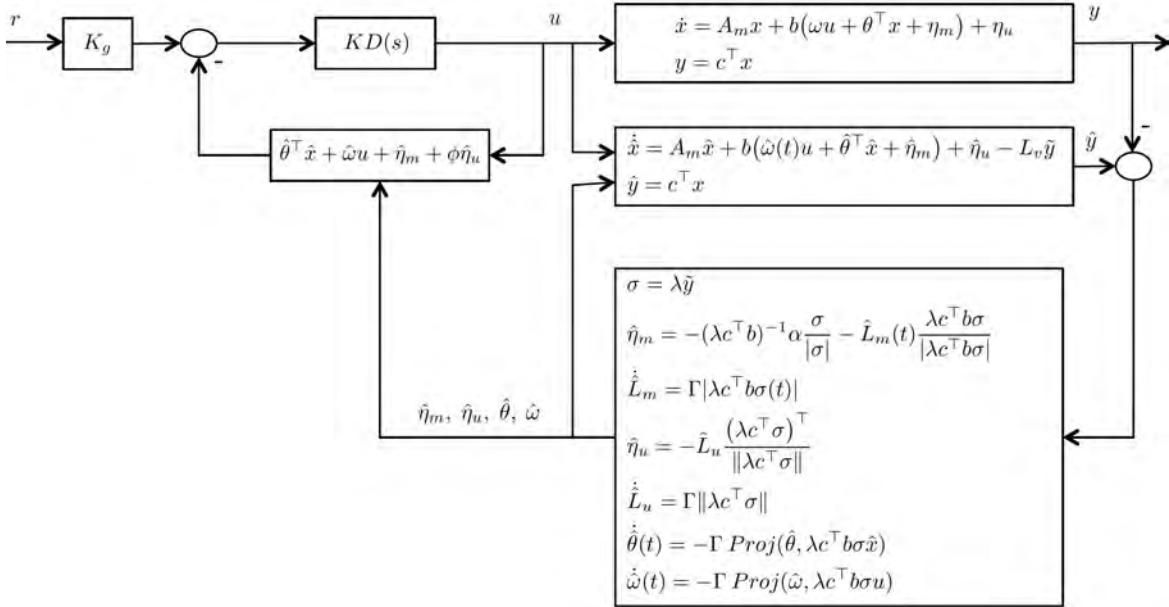 r
K_g
-
KD(s)
u
ẋ = A_m x + b(ωu + θ^⊤ x + η_m) + η_u
y = c^⊤ x
y
θ̂^⊤ x̂ + ω̂u + η̂_m + ϕη̂_u
x̂̇ = A_m x̂ + b(ω̂(t)u + θ̂^⊤ x̂ + η̂_m) + η̂_u − L_v ỹ
ŷ = c^⊤ x
ŷ
-
σ = λỹ
η̂_m = −(λc^⊤ b)^{−1} α σ/|σ| − L̂_m(t) λc^⊤ bσ/|λc^⊤ bσ|
L̂̇_m = Γ|λc^⊤ bσ(t)|
η̂_m, η̂_u, θ̂, ω̂
η̂_u = −L̂_u (λc^⊤ σ)^⊤/‖λc^⊤ σ‖
L̂̇_u = Γ‖λc^⊤ σ‖
θ̂̇(t) = −Γ Proj(θ̂, λc^⊤ bσx̂)
ω̂̇(t) = −Γ Proj(ω̂, λc^⊤ bσu)